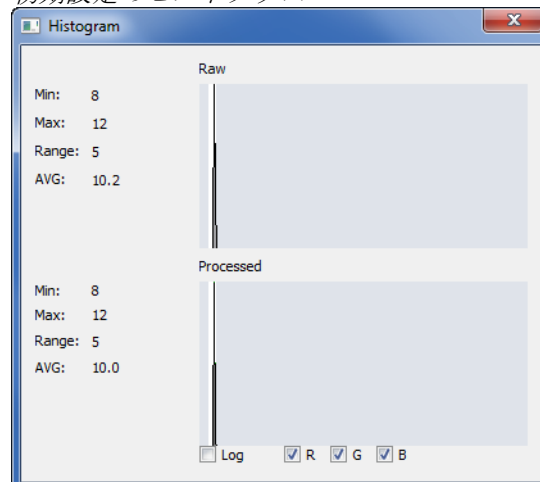 Histogram
Raw
Min: 8
Max: 12
Range: 5
AVG: 10.2
Processed
Min: 8
Max: 12
Range: 5
AVG: 10.0
Log R G B